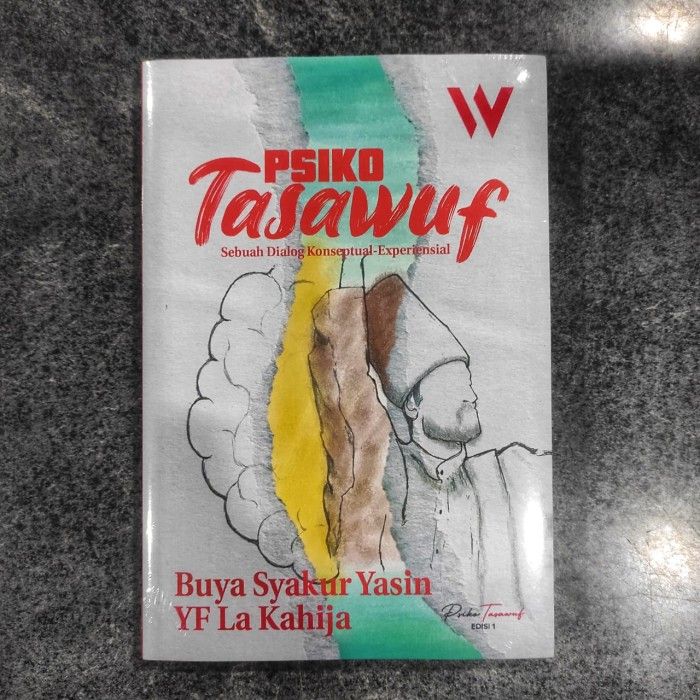 W
PSIKO
Tasawuf
Sebuah Dialog Konseptual-Experiensial
Buya Syakur Yasin
YF La Kahija
Psiko Tasawuf
EDISI 1